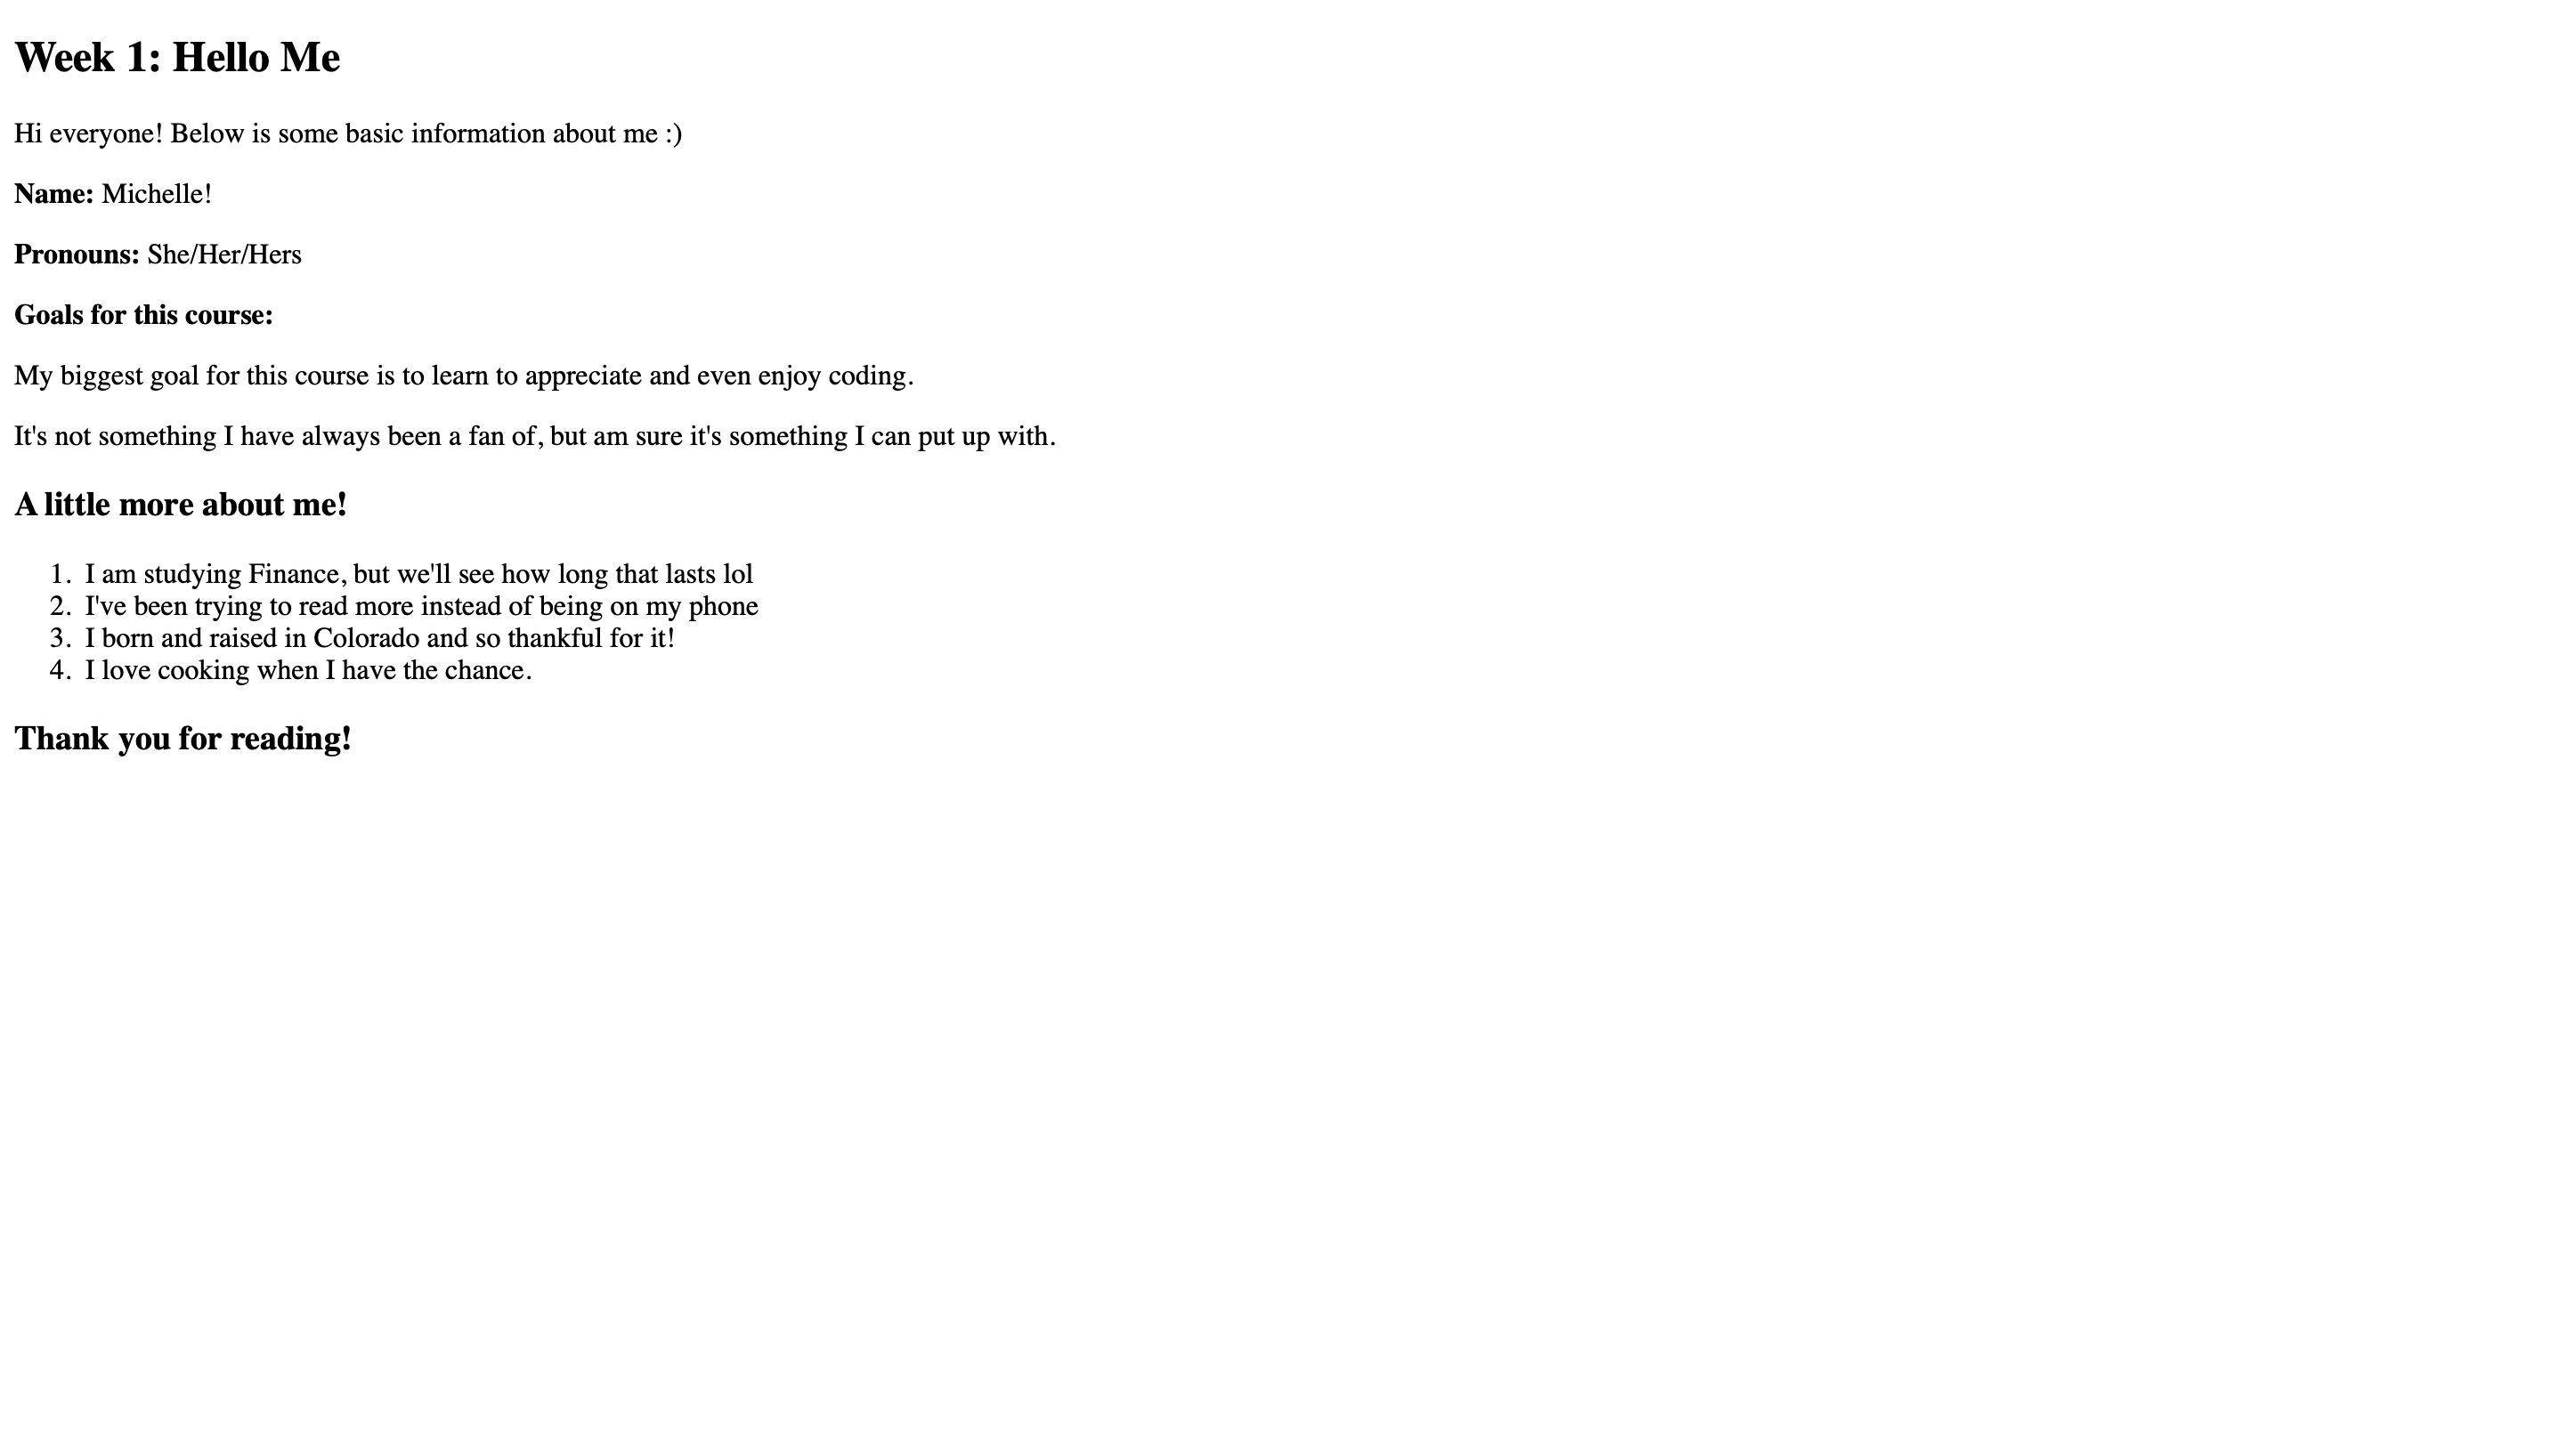 Week 1: Hello Me
Hi everyone! Below is some basic information about me :)
Name: Michelle!
Pronouns: She/Her/Hers
Goals for this course:
My biggest goal for this course is to learn to appreciate and even enjoy coding.
It's not something I have always been a fan of, but am sure it's something I can put up with.
A little more about me!
1. I am studying Finance, but we'll see how long that lasts lol
2. I've been trying to read more instead of being on my phone
3. I born and raised in Colorado and so thankful for it!
4. I love cooking when I have the chance.
Thank you for reading!